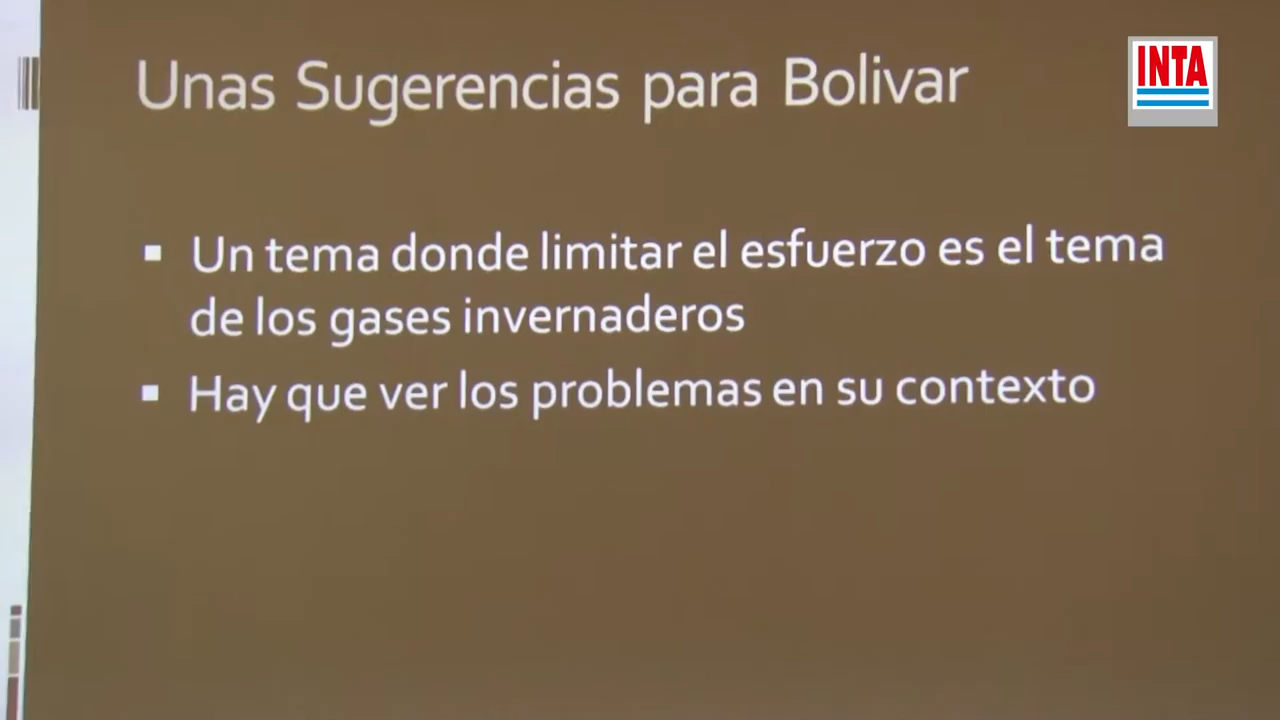 Unas Sugerencias para Bolivar
INTA
▪ Un tema donde limitar el esfuerzo es el tema
de los gases invernaderos
▪ Hay que ver los problemas en su contexto